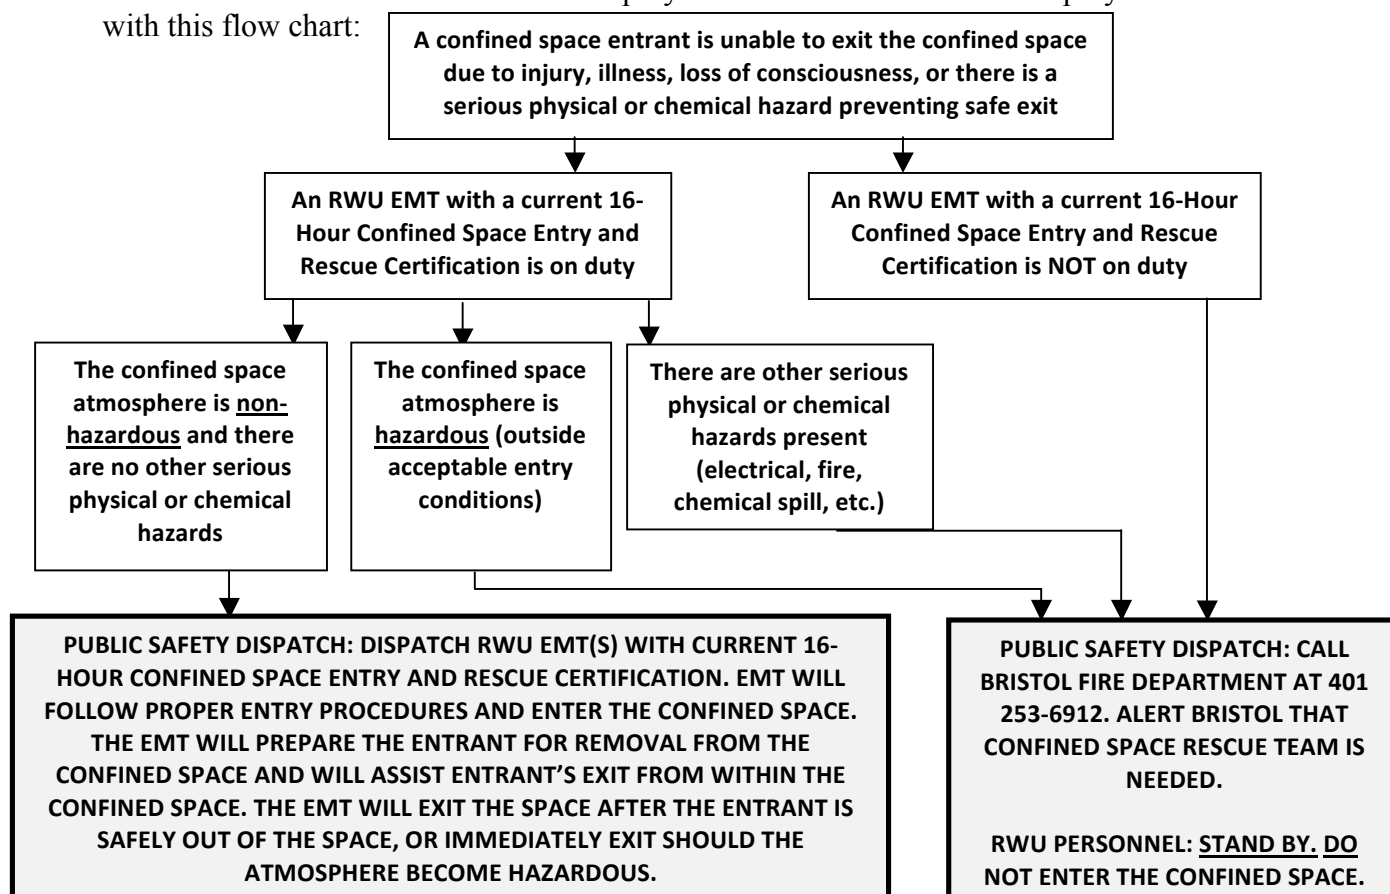 with this flow chart:
A confined space entrant is unable to exit the confined space
due to injury, illness, loss of consciousness, or there is a
serious physical or chemical hazard preventing safe exit
An RWU EMT with a current 16-
Hour Confined Space Entry and
Rescue Certification is on duty
An RWU EMT with a current 16-Hour
Confined Space Entry and Rescue
Certification is NOT on duty
The confined space
atmosphere is non-
hazardous and there
are no other serious
physical or chemical
hazards
The confined space
atmosphere is
hazardous (outside
acceptable entry
conditions)
There are other serious
physical or chemical
hazards present
(electrical, fire,
chemical spill, etc.)
PUBLIC SAFETY DISPATCH: DISPATCH RWU EMT(S) WITH CURRENT 16-
HOUR CONFINED SPACE ENTRY AND RESCUE CERTIFICATION. EMT WILL
FOLLOW PROPER ENTRY PROCEDURES AND ENTER THE CONFINED SPACE.
THE EMT WILL PREPARE THE ENTRANT FOR REMOVAL FROM THE
CONFINED SPACE AND WILL ASSIST ENTRANT’S EXIT FROM WITHIN THE
CONFINED SPACE. THE EMT WILL EXIT THE SPACE AFTER THE ENTRANT IS
SAFELY OUT OF THE SPACE, OR IMMEDIATELY EXIT SHOULD THE
ATMOSPHERE BECOME HAZARDOUS.
PUBLIC SAFETY DISPATCH: CALL
BRISTOL FIRE DEPARTMENT AT 401
253-6912. ALERT BRISTOL THAT
CONFINED SPACE RESCUE TEAM IS
NEEDED.
RWU PERSONNEL: STAND BY. DO
NOT ENTER THE CONFINED SPACE.